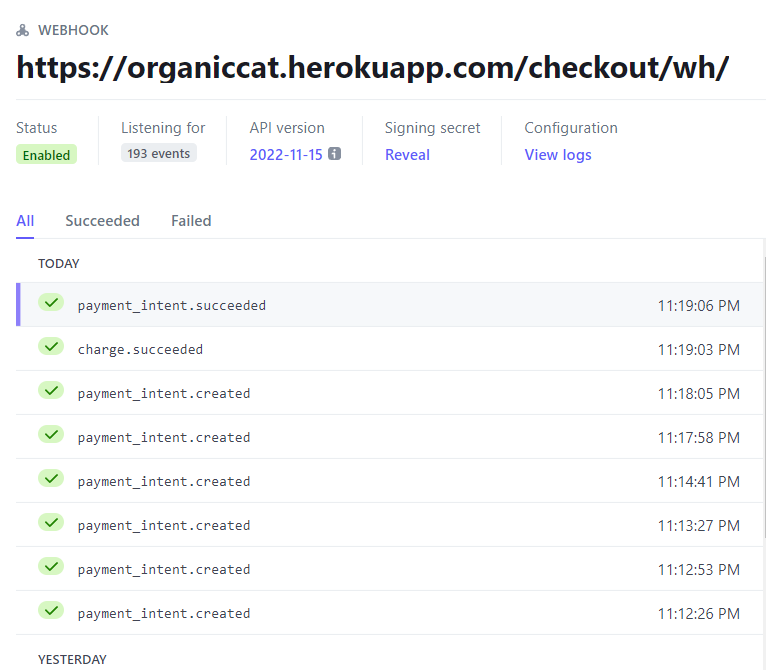 WEBHOOK
https://organiccat.herokuapp.com/checkout/wh/
Status Listening for API version Signing secret Configuration
Enabled 193 events 2022-11-15 Reveal View logs
All Succeeded Failed
TODAY
payment_intent.succeeded 11:19:06 PM
charge.succeeded 11:19:03 PM
payment_intent.created 11:18:05 PM
payment_intent.created 11:17:58 PM
payment_intent.created 11:14:41 PM
payment_intent.created 11:13:27 PM
payment_intent.created 11:12:53 PM
payment_intent.created 11:12:26 PM
YESTERDAY